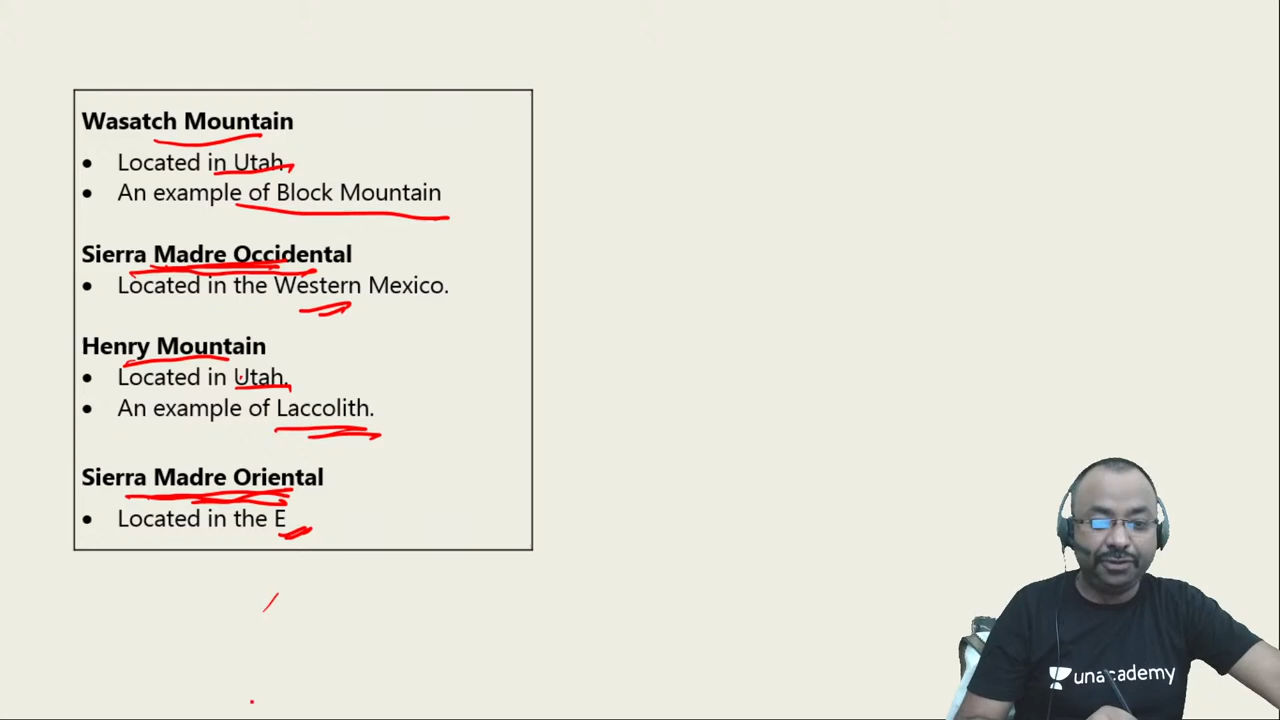 Wasatch Mountain
• Located in Utah.
• An example of Block Mountain
Sierra Madre Occidental
• Located in the Western Mexico.
Henry Mountain
• Located in Utah.
• An example of Laccolith.
Sierra Madre Oriental
• Located in the E
unacademy